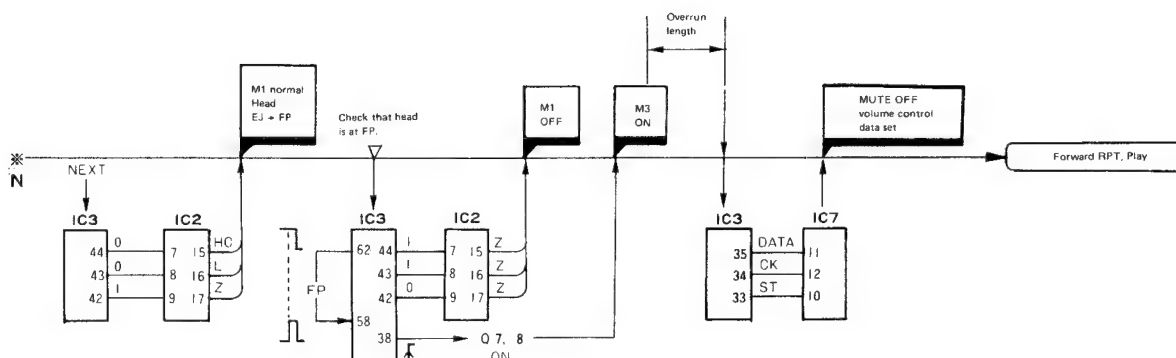 Overrun
length
M1 normal
Head
EJ → FP
Check that head
is at FP.
M1
OFF
M3
ON
MUTE OFF
volume control
data set
※
N
NEXT
Forward RPT, Play
IC3
IC2
44 0 7 15 HC
43 0 8 16 L
42 1 9 17 Z
IC3
IC2
62 44 1 7 15 Z
43 1 8 16 Z
42 0 9 17 Z
FP
58
38 Q 7, 8
ON
IC3
IC7
35 DATA 11
34 CK 12
33 ST 10